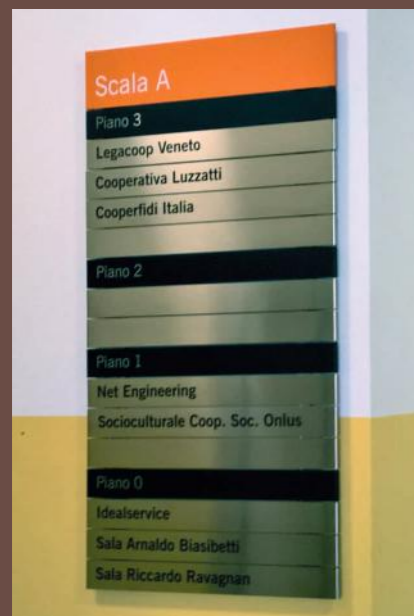 Scala A
Piano 3
Legacoop Veneto
Cooperativa Luzzatti
Cooperfidi Italia
Piano 2
Piano 1
Net Engineering
Socioculturale Coop. Soc. Onlus
Piano 0
Idealservice
Sala Arnaldo Biasibetti
Sala Riccardo Ravagnan